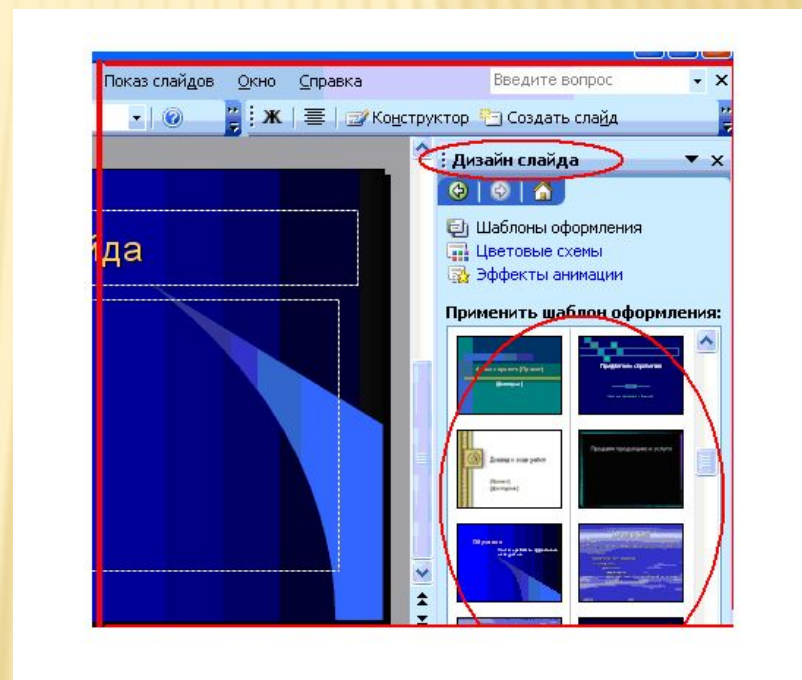 Показ слайдов Окно Справка Введите вопрос
Ж Конструктор Создать слайд
Дизайн слайда
йда
Шаблоны оформления
Цветовые схемы
Эффекты анимации
Применить шаблон оформления:
Обучение